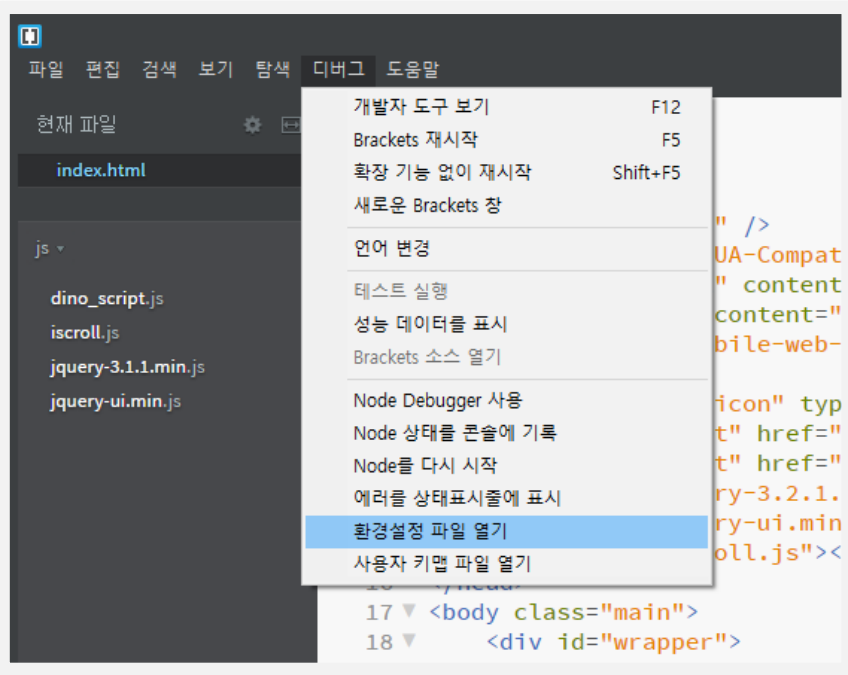 파일 편집 검색 보기 탐색 디버그 도움말
현재 파일
index.html
js
dino_script.js
iscroll.js
jquery-3.1.1.min.js
jquery-ui.min.js
개발자 도구 보기 F12
Brackets 재시작 F5
확장 기능 없이 재시작 Shift+F5
새로운 Brackets 창
언어 변경
테스트 실행
성능 데이터를 표시
Brackets 소스 열기
Node Debugger 사용
Node 상태를 콘솔에 기록
Node를 다시 시작
에러를 상태표시줄에 표시
환경설정 파일 열기
사용자 키맵 파일 열기
" />
UA-Compat
" content
content="
bile-web-
icon" typ
t" href="
t" href="
ry-3.2.1.
ry-ui.min
oll.js"><
16 </head>
17 <body class="main">
18 <div id="wrapper">